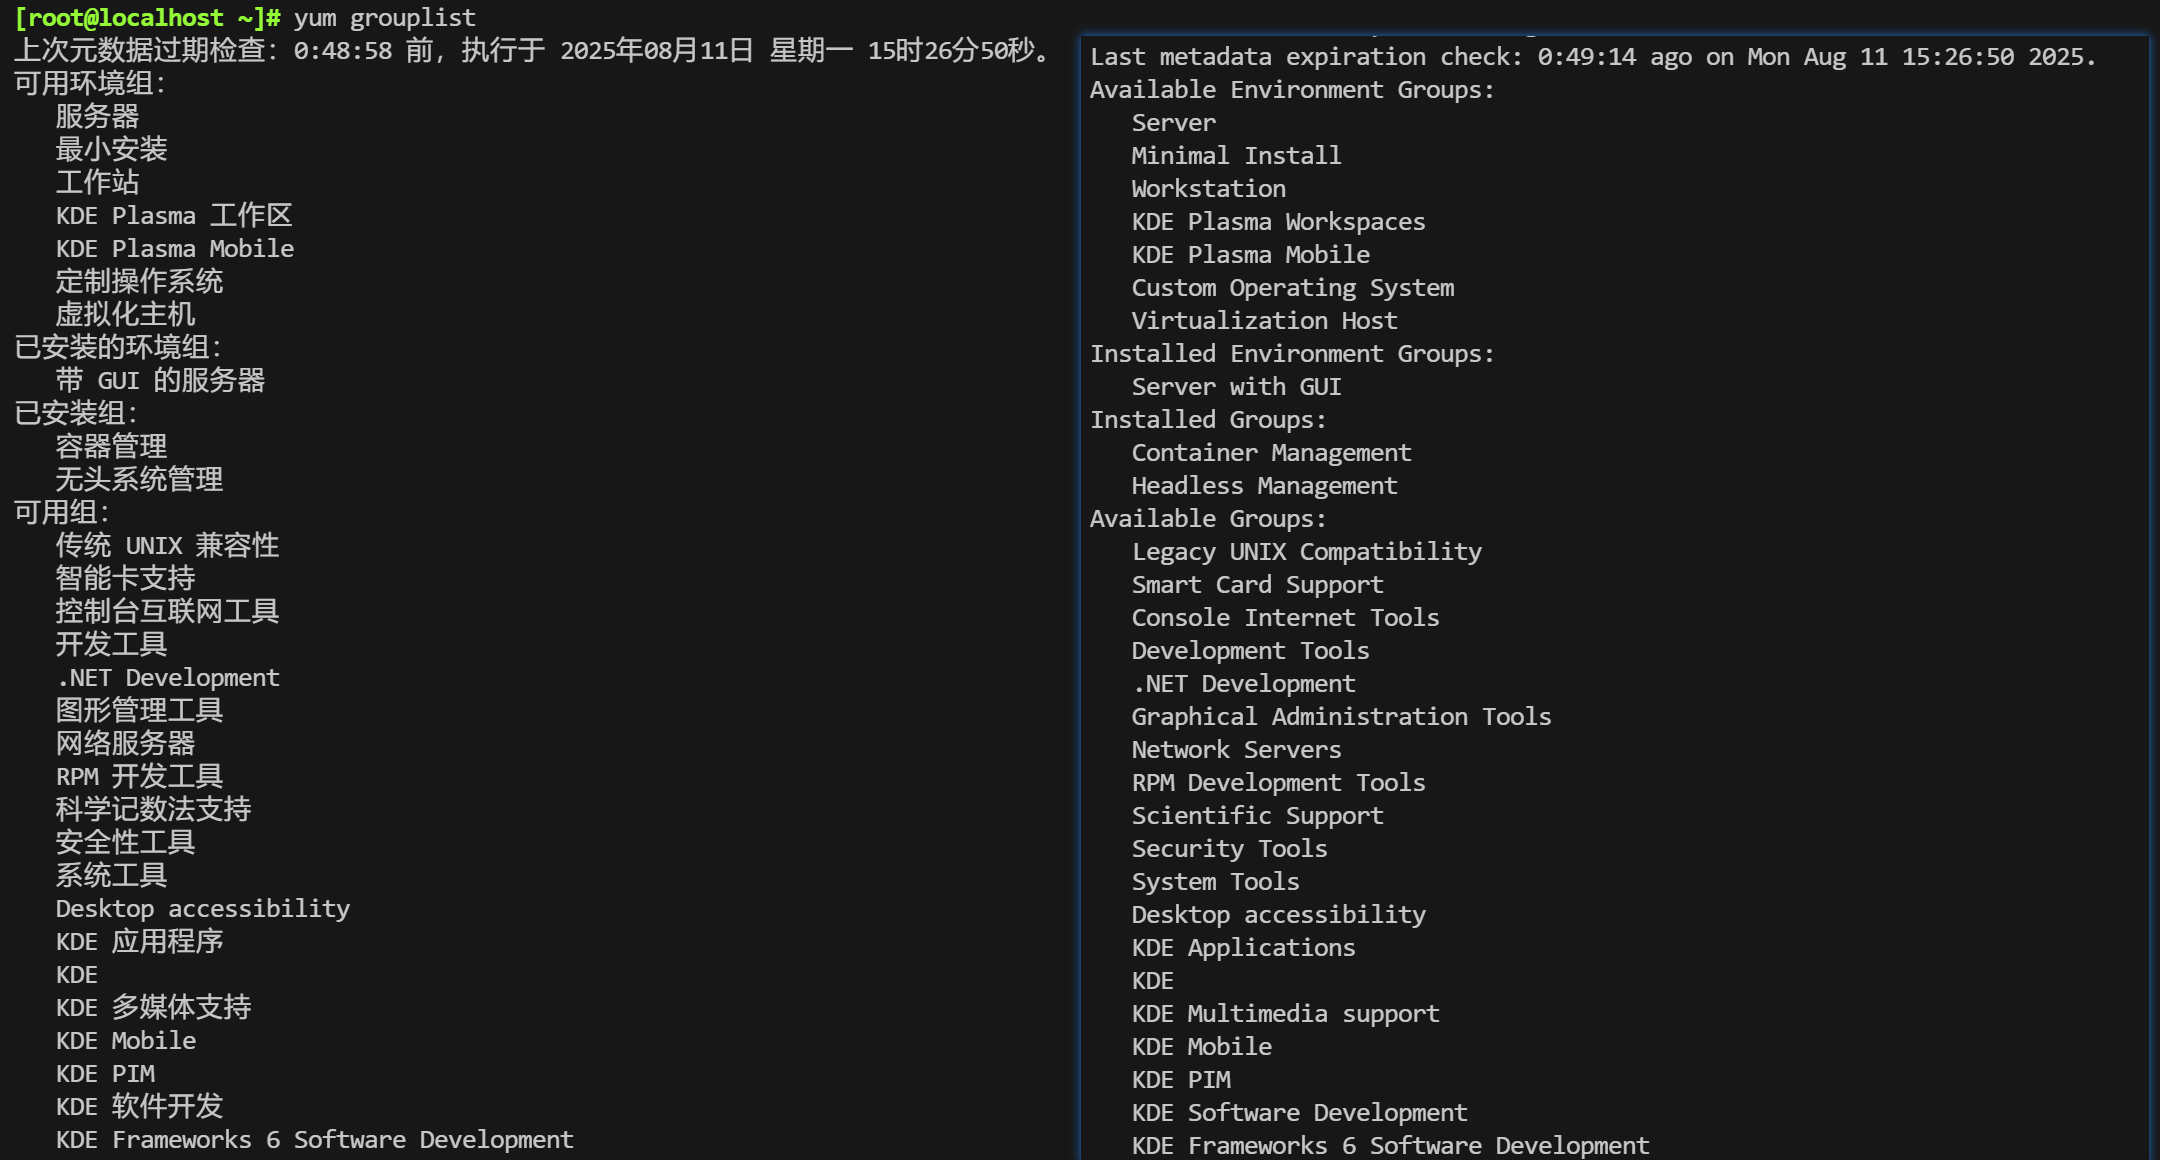 [root@localhost ~]# yum grouplist
上次元数据过期检查：0:48:58 前，执行于 2025年08月11日 星期一 15时26分50秒。
可用环境组：
服务器
最小安装
工作站
KDE Plasma 工作区
KDE Plasma Mobile
定制操作系统
虚拟化主机
已安装的环境组：
带 GUI 的服务器
已安装组：
容器管理
无头系统管理
可用组：
传统 UNIX 兼容性
智能卡支持
控制台互联网工具
开发工具
.NET Development
图形管理工具
网络服务器
RPM 开发工具
科学记数法支持
安全性工具
系统工具
Desktop accessibility
KDE 应用程序
KDE
KDE 多媒体支持
KDE Mobile
KDE PIM
KDE 软件开发
KDE Frameworks 6 Software Development
Last metadata expiration check: 0:49:14 ago on Mon Aug 11 15:26:50 2025.
Available Environment Groups:
Server
Minimal Install
Workstation
KDE Plasma Workspaces
KDE Plasma Mobile
Custom Operating System
Virtualization Host
Installed Environment Groups:
Server with GUI
Installed Groups:
Container Management
Headless Management
Available Groups:
Legacy UNIX Compatibility
Smart Card Support
Console Internet Tools
Development Tools
.NET Development
Graphical Administration Tools
Network Servers
RPM Development Tools
Scientific Support
Security Tools
System Tools
Desktop accessibility
KDE Applications
KDE
KDE Multimedia support
KDE Mobile
KDE PIM
KDE Software Development
KDE Frameworks 6 Software Development